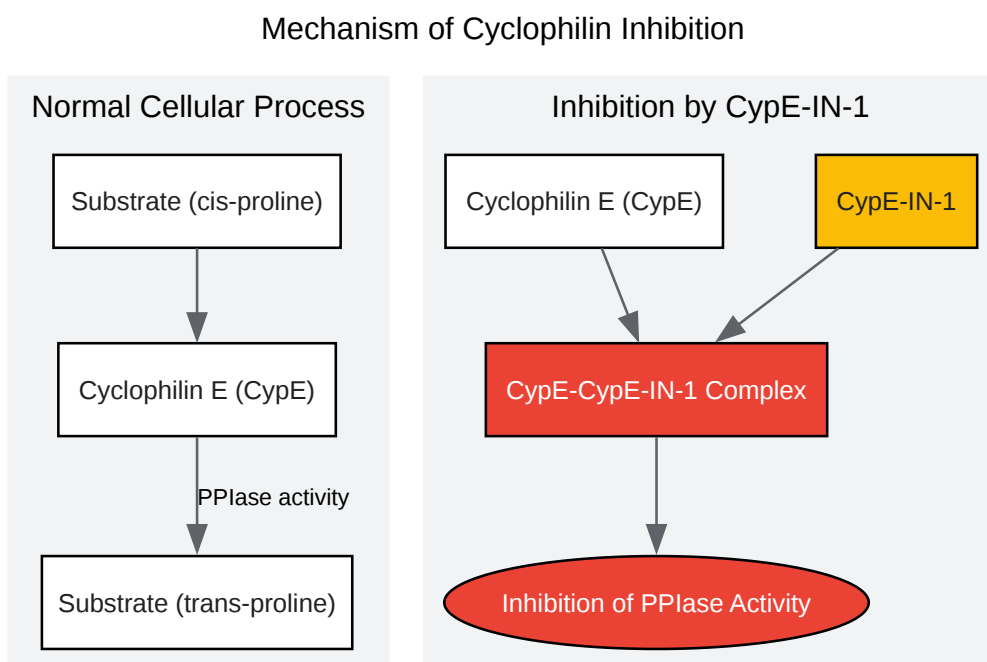 Mechanism of Cyclophilin Inhibition
Normal Cellular Process
Substrate (cis-proline)
Cyclophilin E (CypE)
PPIase activity
Substrate (trans-proline)
Inhibition by CypE-IN-1
Cyclophilin E (CypE)
CypE-IN-1
CypE-CypE-IN-1 Complex
Inhibition of PPIase Activity